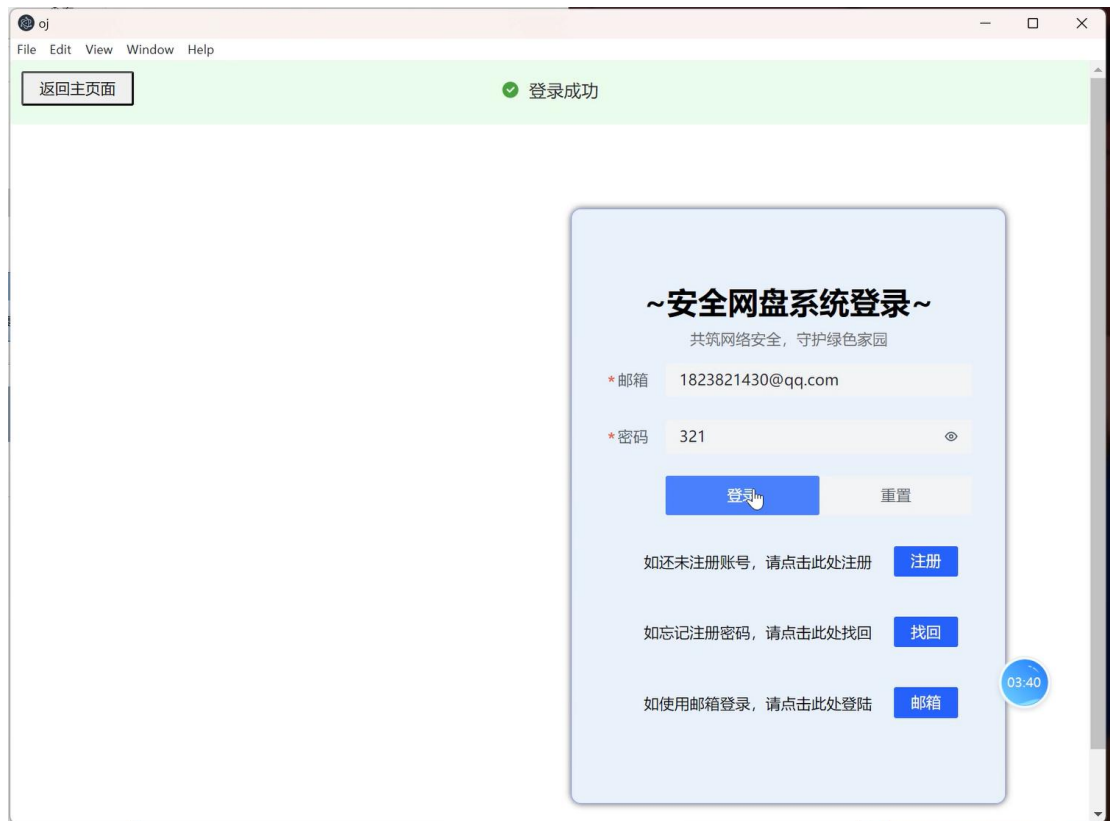 oj
File Edit View Window Help
返回主页面
登录成功
~安全网盘系统登录~
共筑网络安全，守护绿色家园
*邮箱 1823821430@qq.com
*密码 321
登录 重置
如还未注册账号，请点击此处注册 注册
如忘记注册密码，请点击此处找回 找回
03:40
如使用邮箱登录，请点击此处登陆 邮箱